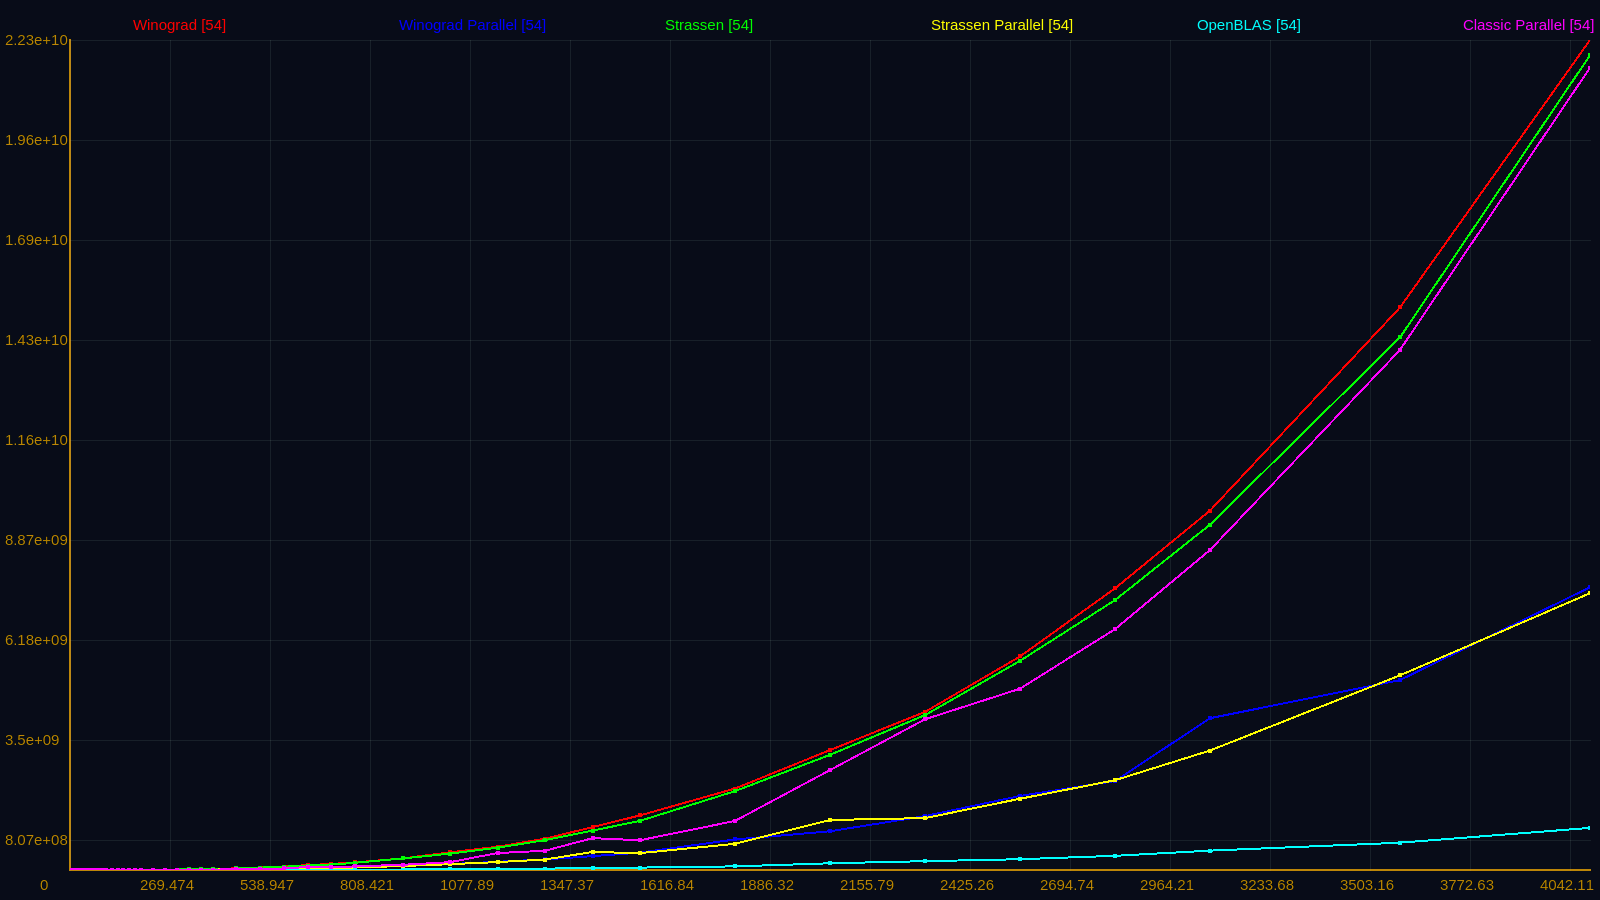 Winograd [54] Winograd Parallel [54] Strassen [54] Strassen Parallel [54] OpenBLAS [54] Classic Parallel [54]
2.23e+10
1.96e+10
1.69e+10
1.43e+10
1.16e+10
8.87e+09
6.18e+09
3.5e+09
8.07e+08
0 269.474 538.947 808.421 1077.89 1347.37 1616.84 1886.32 2155.79 2425.26 2694.74 2964.21 3233.68 3503.16 3772.63 4042.11